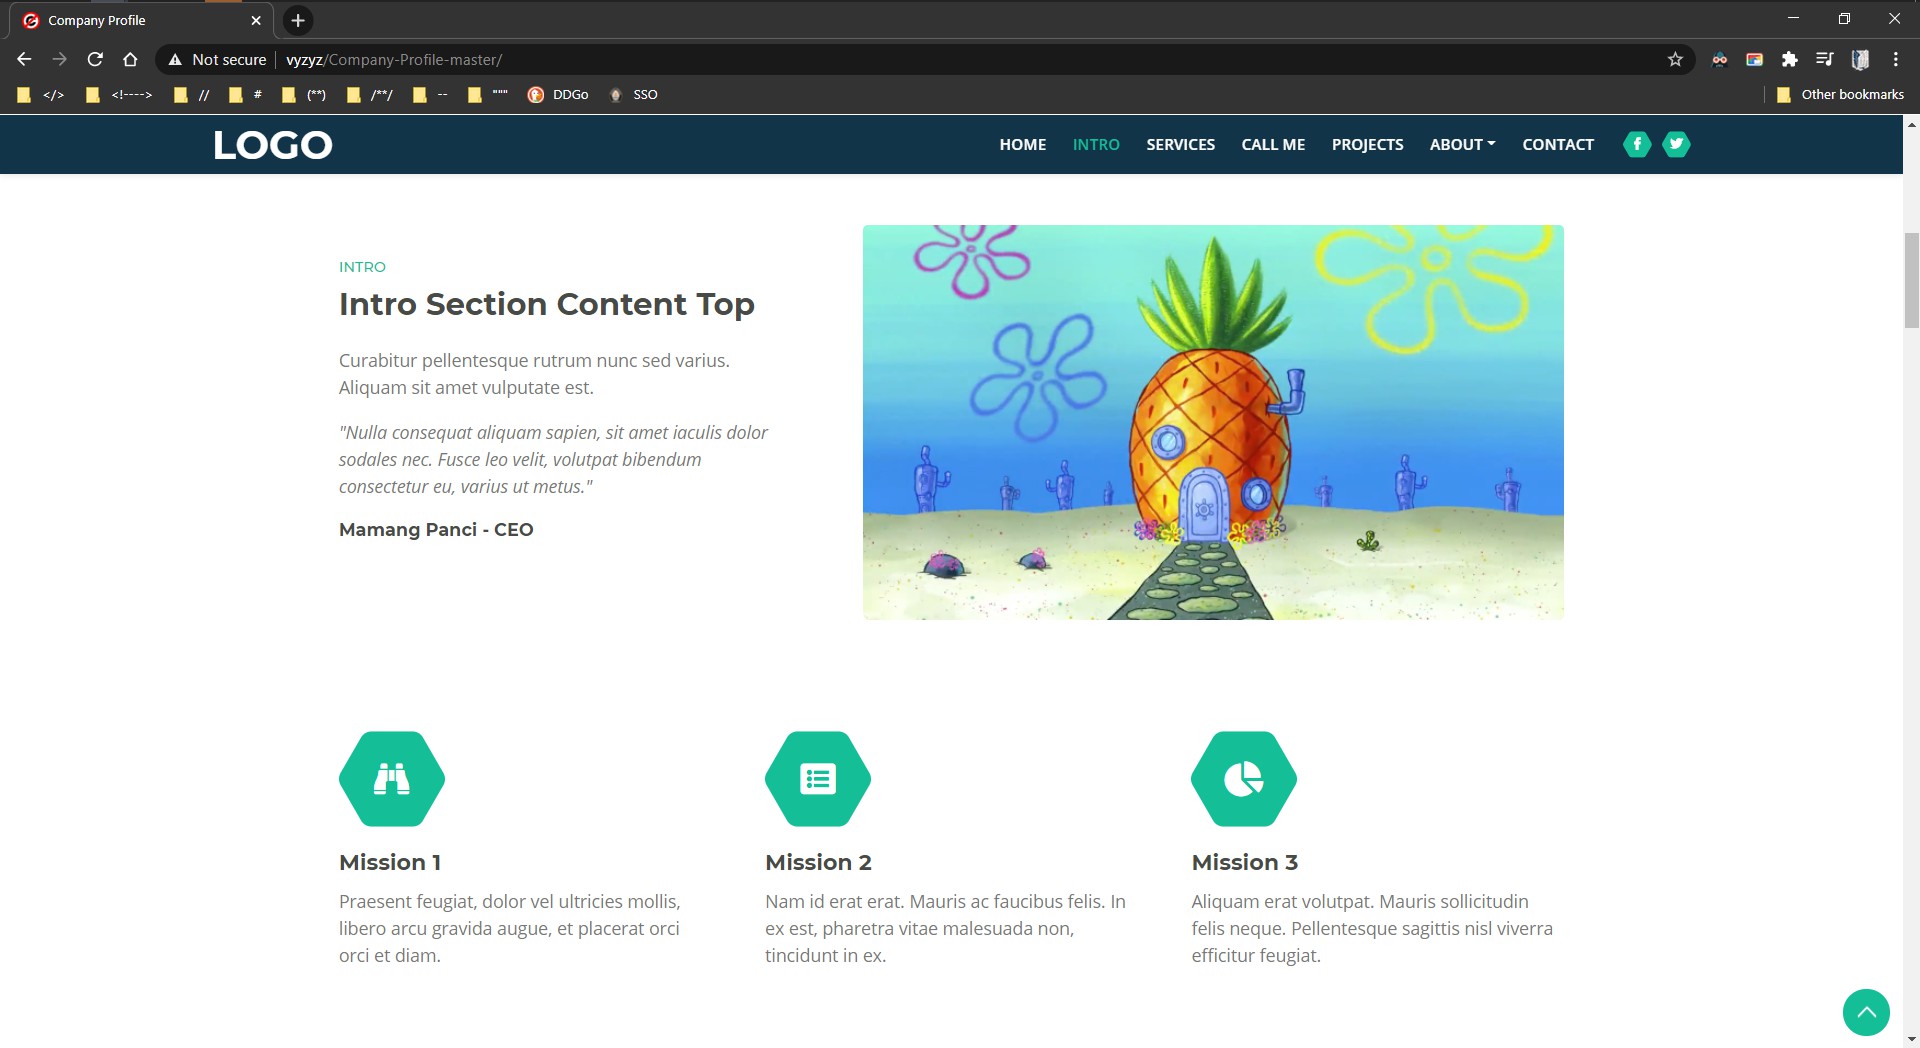 Company Profile
Not secure vyzyz/Company-Profile-master/
</> <!----> // # (**) /**/ -- """ DDGo SSO Other bookmarks
LOGO HOME INTRO SERVICES CALL ME PROJECTS ABOUT CONTACT
INTRO
Intro Section Content Top
Curabitur pellentesque rutrum nunc sed varius.
Aliquam sit amet vulputate est.
"Nulla consequat aliquam sapien, sit amet iaculis dolor
sodales nec. Fusce leo velit, volutpat bibendum
consectetur eu, varius ut metus."
Mamang Panci - CEO
Mission 1
Praesent feugiat, dolor vel ultricies mollis,
libero arcu gravida augue, et placerat orci
orci et diam.
Mission 2
Nam id erat erat. Mauris ac faucibus felis. In
ex est, pharetra vitae malesuada non,
tincidunt in ex.
Mission 3
Aliquam erat volutpat. Mauris sollicitudin
felis neque. Pellentesque sagittis nisl viverra
efficitur feugiat.